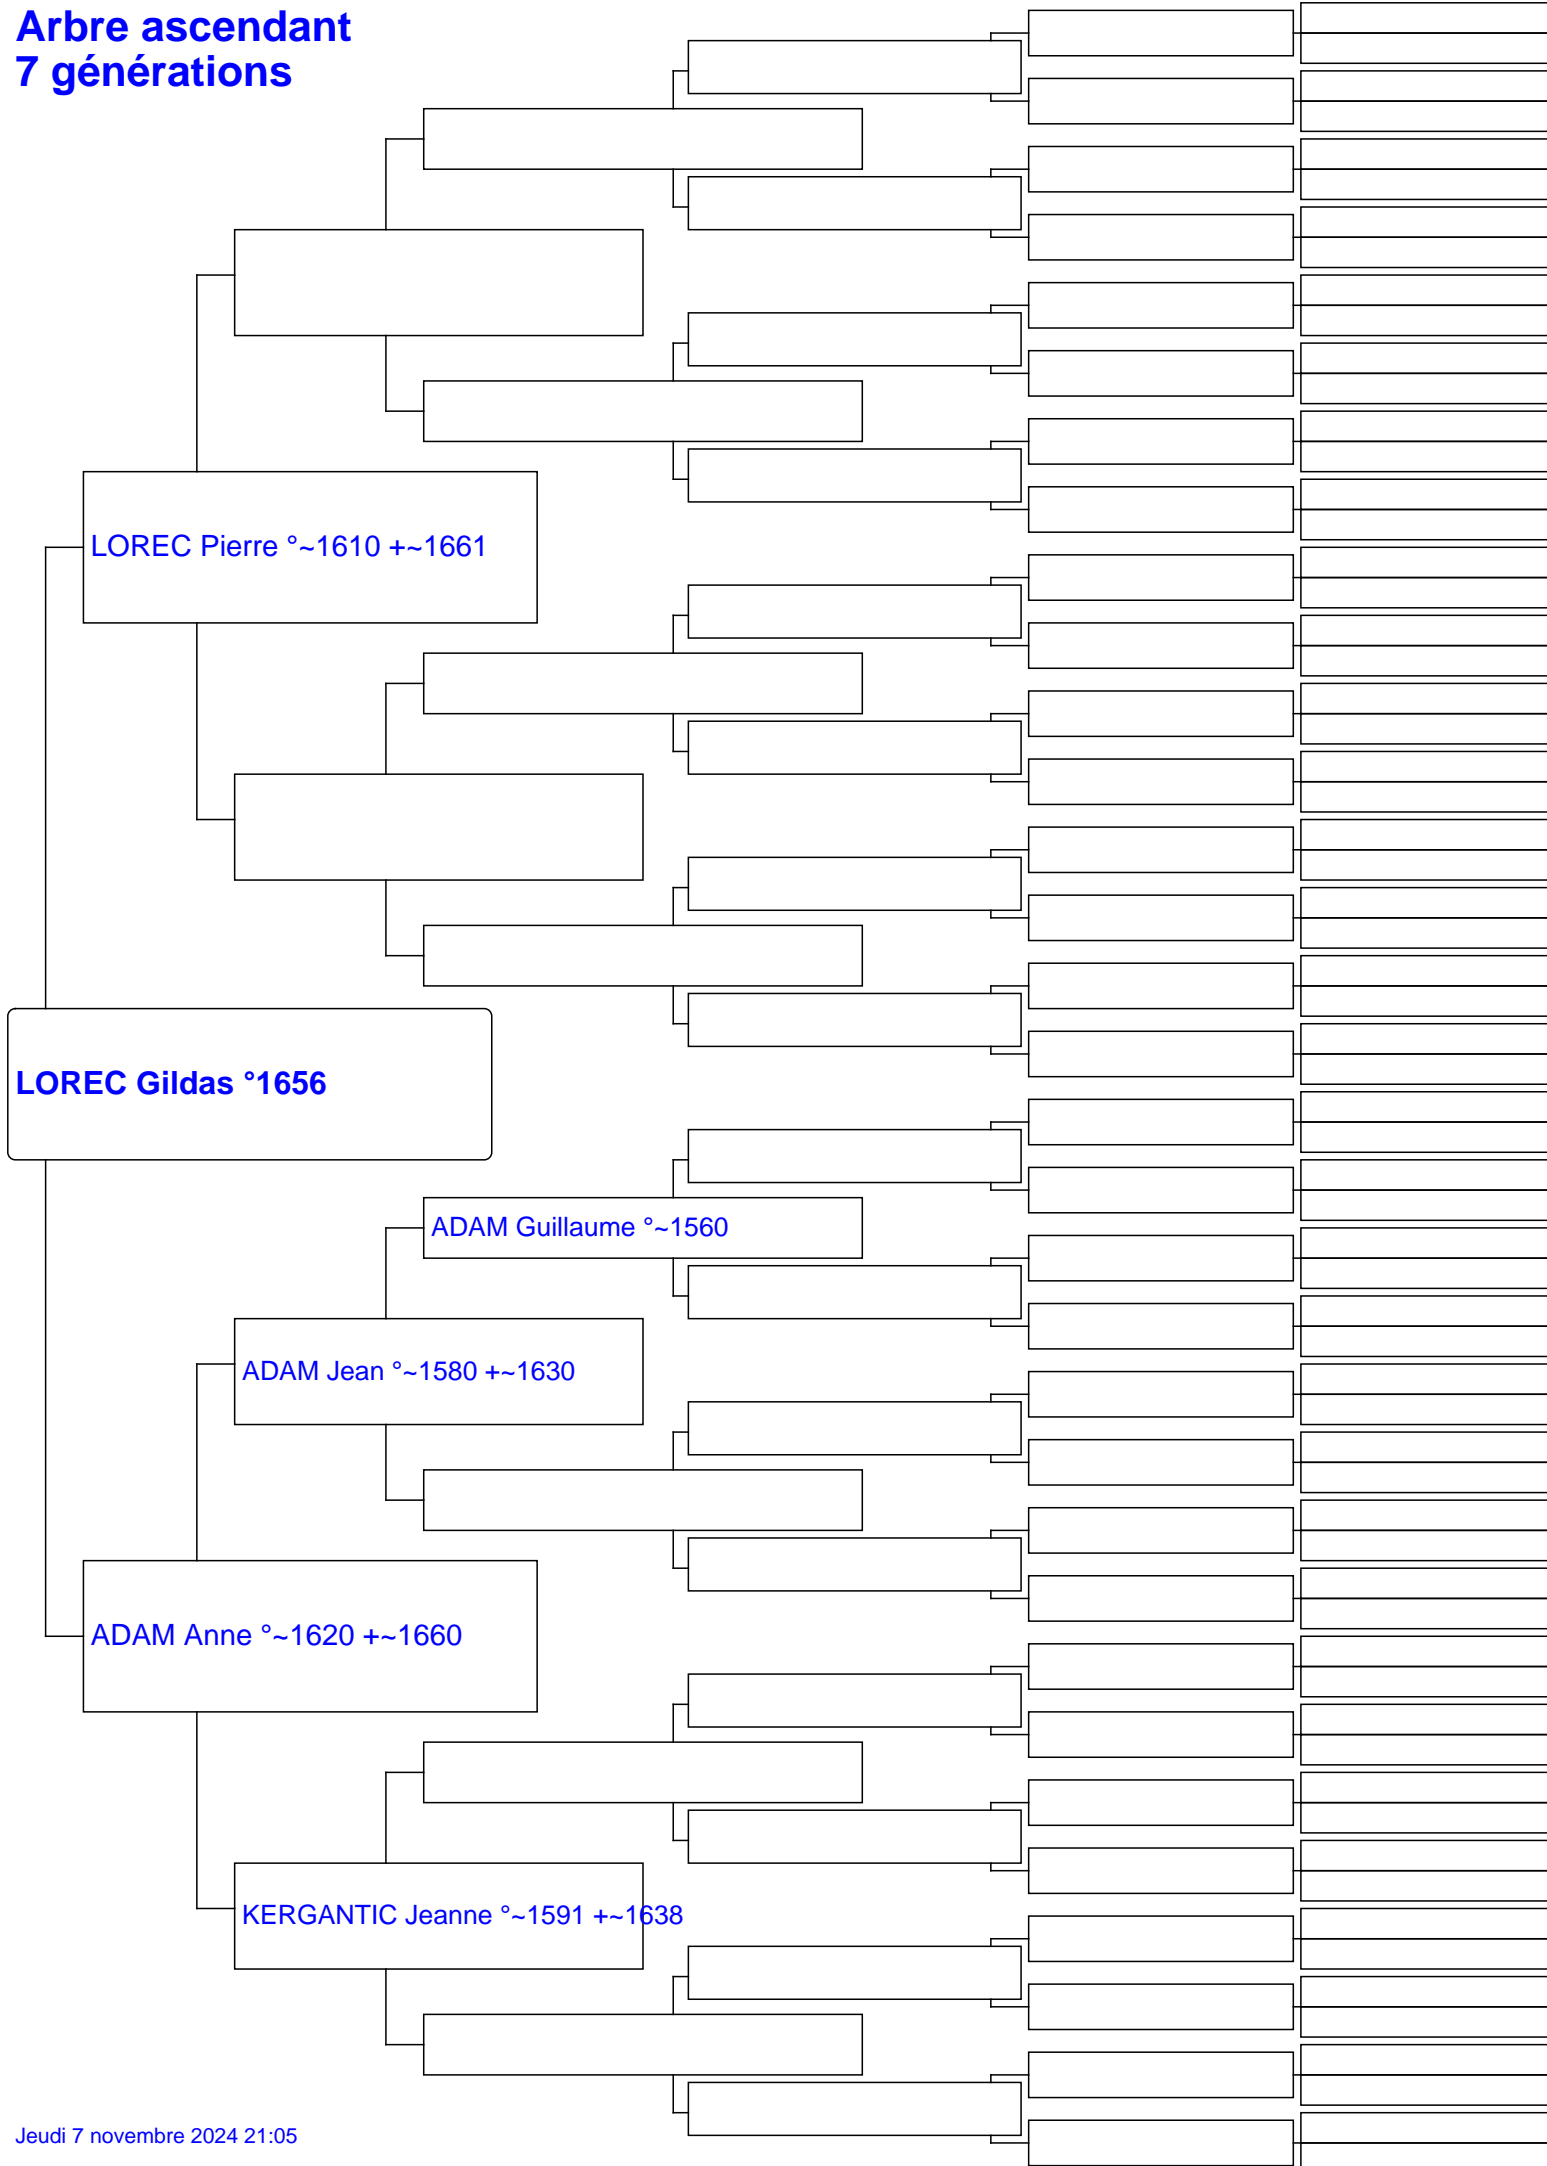 Arbre ascendant
7 générations
LOREC Pierre °~1610 +~1661
LOREC Gildas °1656
ADAM Guillaume °~1560
ADAM Jean °~1580 +~1630
ADAM Anne °~1620 +~1660
KERGANTIC Jeanne °~1591 +~1638
Jeudi 7 novembre 2024 21:05